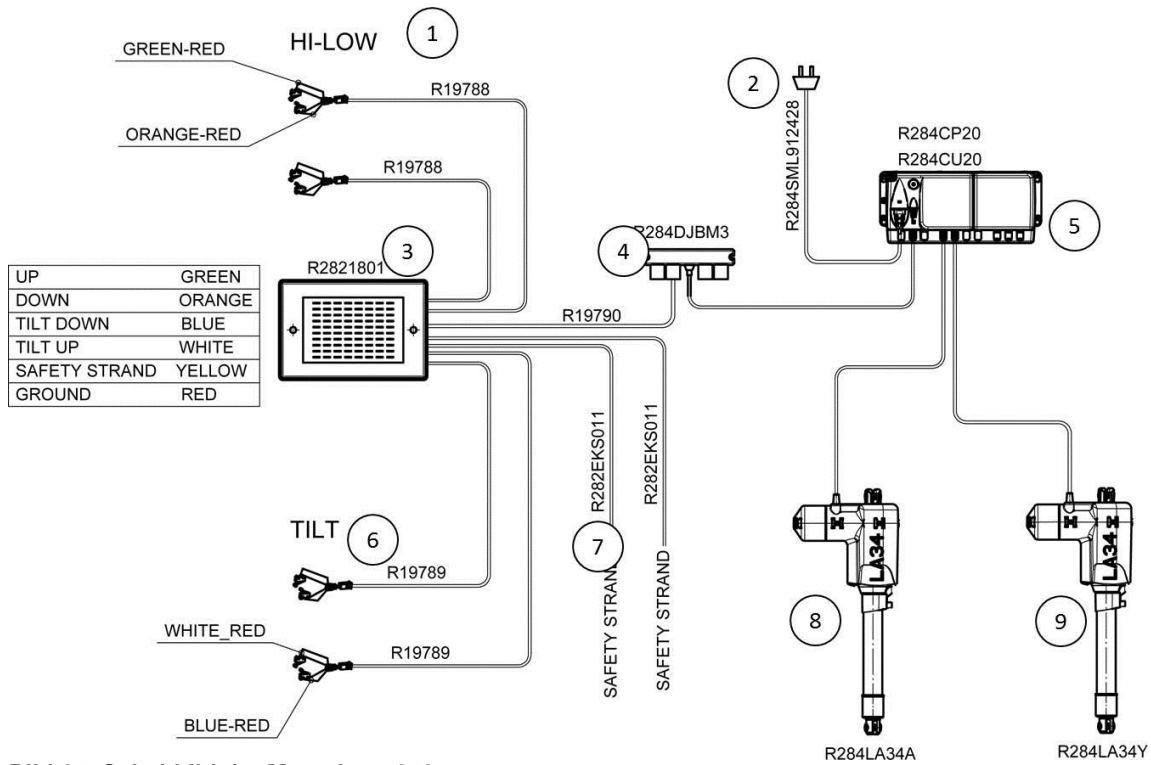 HI-LOW
1
GREEN-RED
R19788
ORANGE-RED
R19788
2
R284SML912428
R284CP20
R284CU20
5
3
R2821801
4
R284DJBM3
UP GREEN
DOWN ORANGE
TILT DOWN BLUE
TILT UP WHITE
SAFETY STRAND YELLOW
GROUND RED
R19790
R282EKS011
R282EKS011
TILT
6
7
SAFETY STRAND
SAFETY STRAND
R19789
WHITE_RED
R19789
BLUE-RED
LA34
LA34
8
9
R284LA34A
R284LA34Y